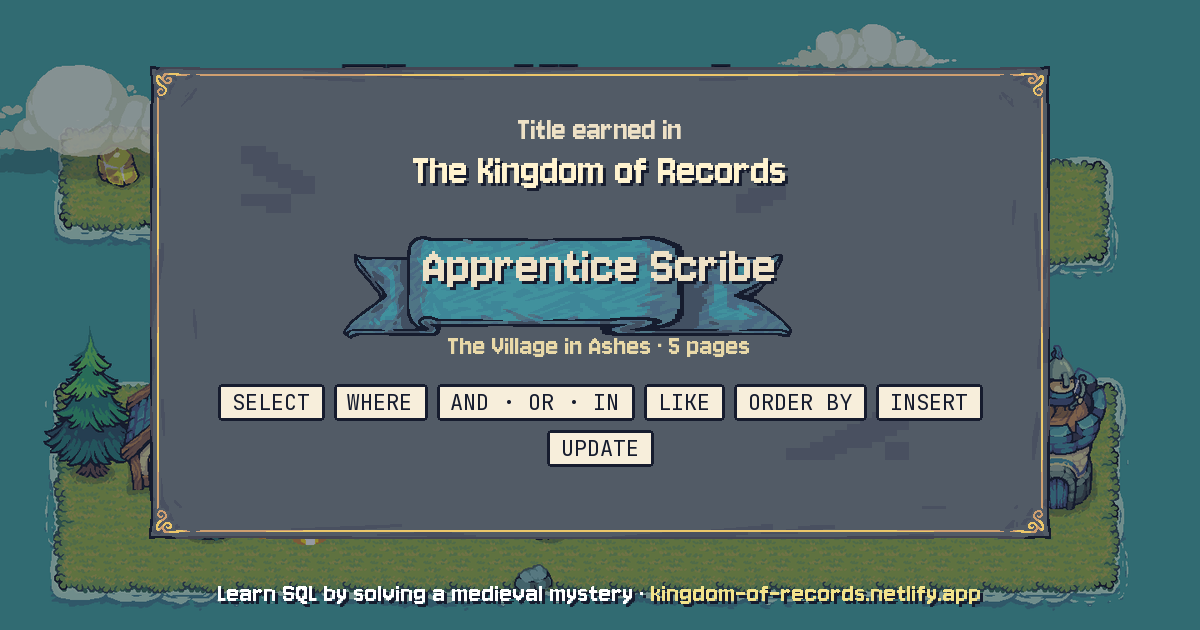 Title earned in
The Kingdom of Records
Apprentice Scribe
The Village in Ashes · 5 pages
SELECT WHERE AND · OR · IN LIKE ORDER BY INSERT
UPDATE
Learn SQL by solving a medieval mystery · kingdom-of-records.netlify.app